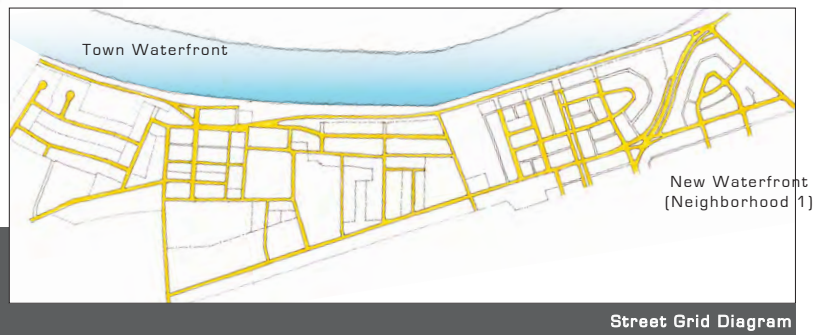 Town Waterfront
New Waterfront
(Neighborhood 1)
Street Grid Diagram